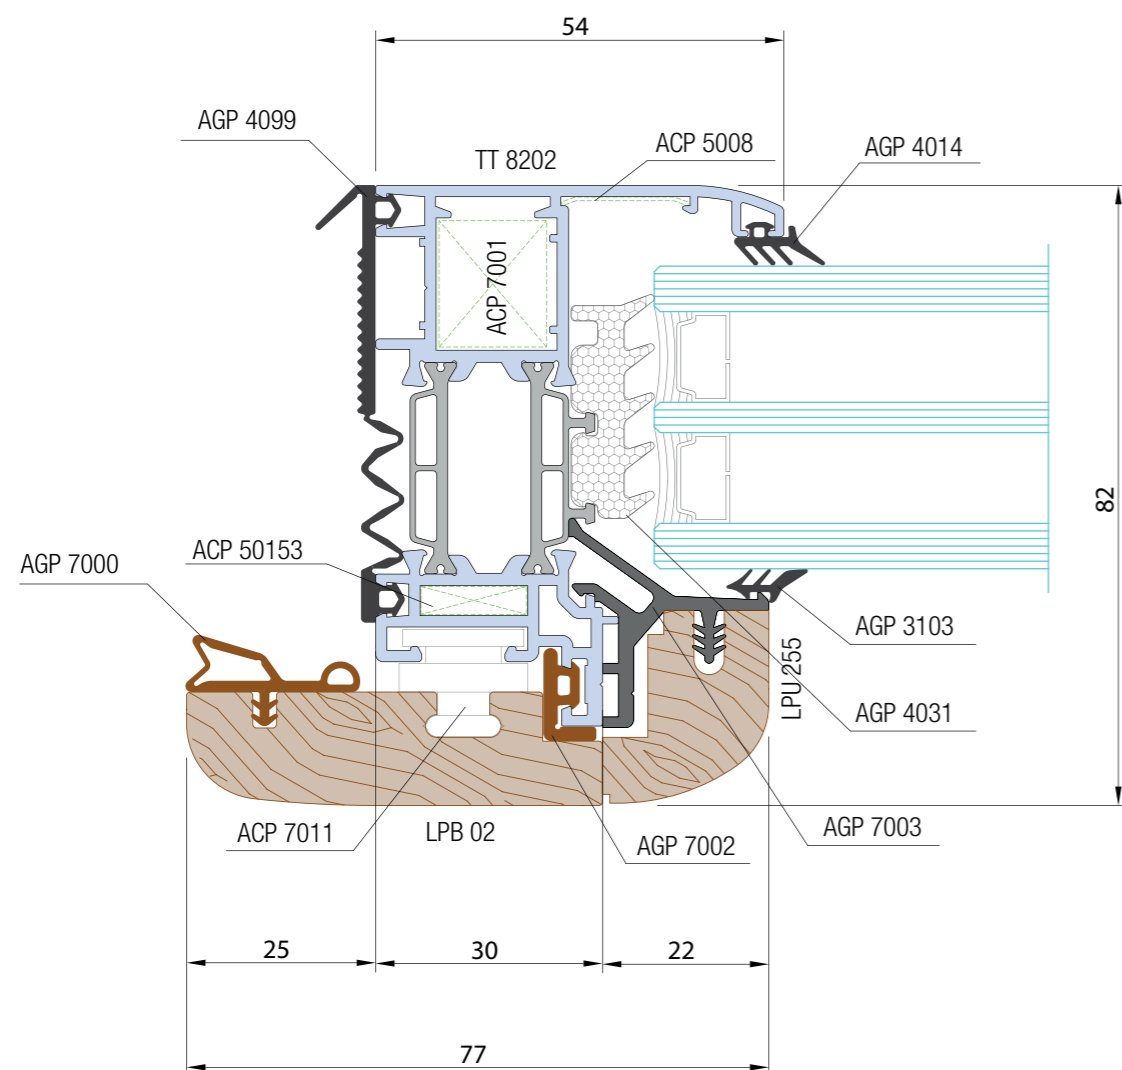 54
AGP 4099
TT 8202
ACP 5008
AGP 4014
ACP 7001
82
ACP 50153
AGP 7000
AGP 3103
LPU 255
AGP 4031
ACP 7011
LPB 02
AGP 7002
AGP 7003
25
30
22
77